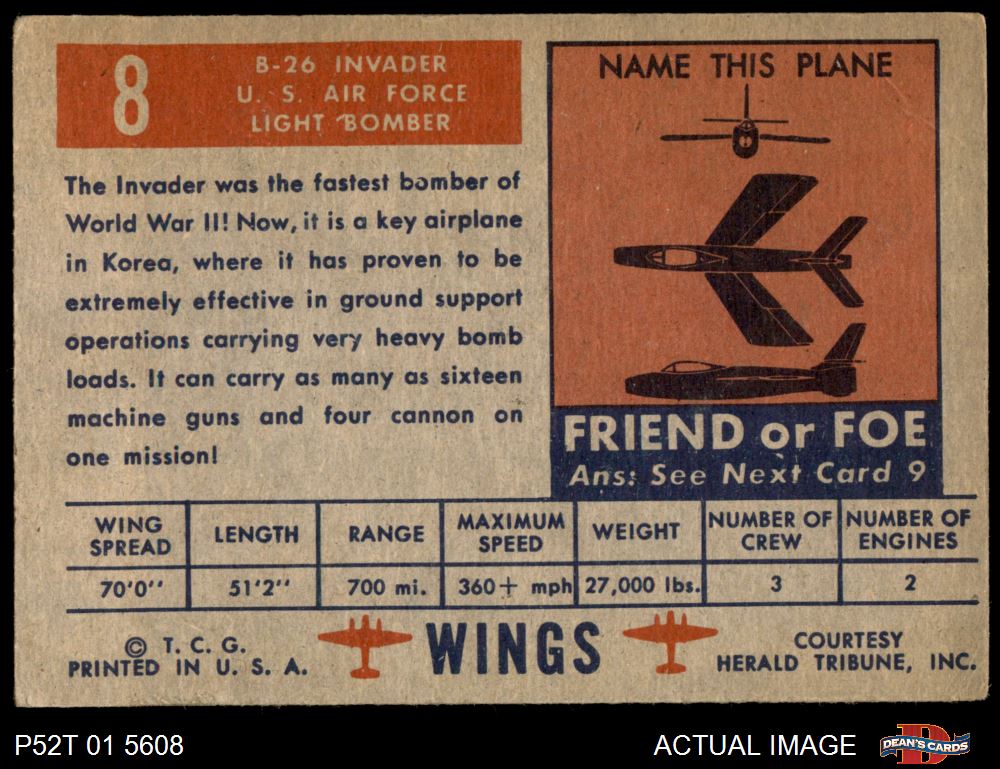 8
B-26 INVADER
U. S. AIR FORCE
LIGHT BOMBER
The Invader was the fastest bomber of
World War II! Now, it is a key airplane
in Korea, where it has proven to be
extremely effective in ground support
operations carrying very heavy bomb
loads. It can carry as many as sixteen
machine guns and four cannon on
one mission!
NAME THIS PLANE
FRIEND or FOE
Ans: See Next Card 9
WING SPREAD
LENGTH
RANGE
MAXIMUM SPEED
WEIGHT
NUMBER OF CREW
NUMBER OF ENGINES
70'0''
51'2''
700 mi.
360+ mph
27,000 lbs.
3
2
© T. C. G.
PRINTED IN U. S. A.
WINGS
COURTESY
HERALD TRIBUNE, INC.
P52T 01 5608
ACTUAL IMAGE
DEAN'S CARDS